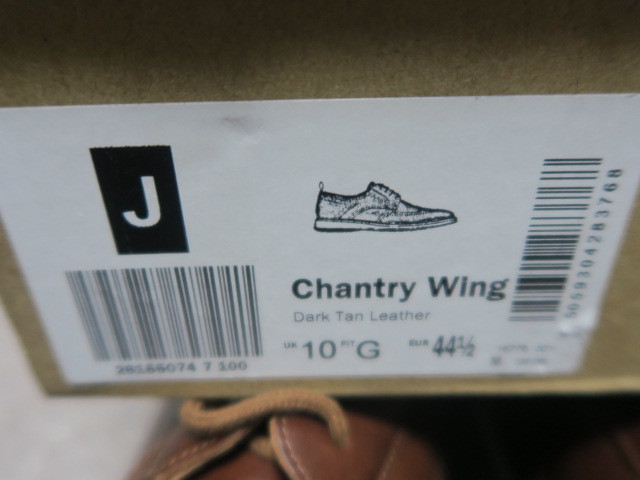 J
Chantry Wing
Dark Tan Leather
UK 10 FIT G EUR 44½
26166074 7 100
5059304283768